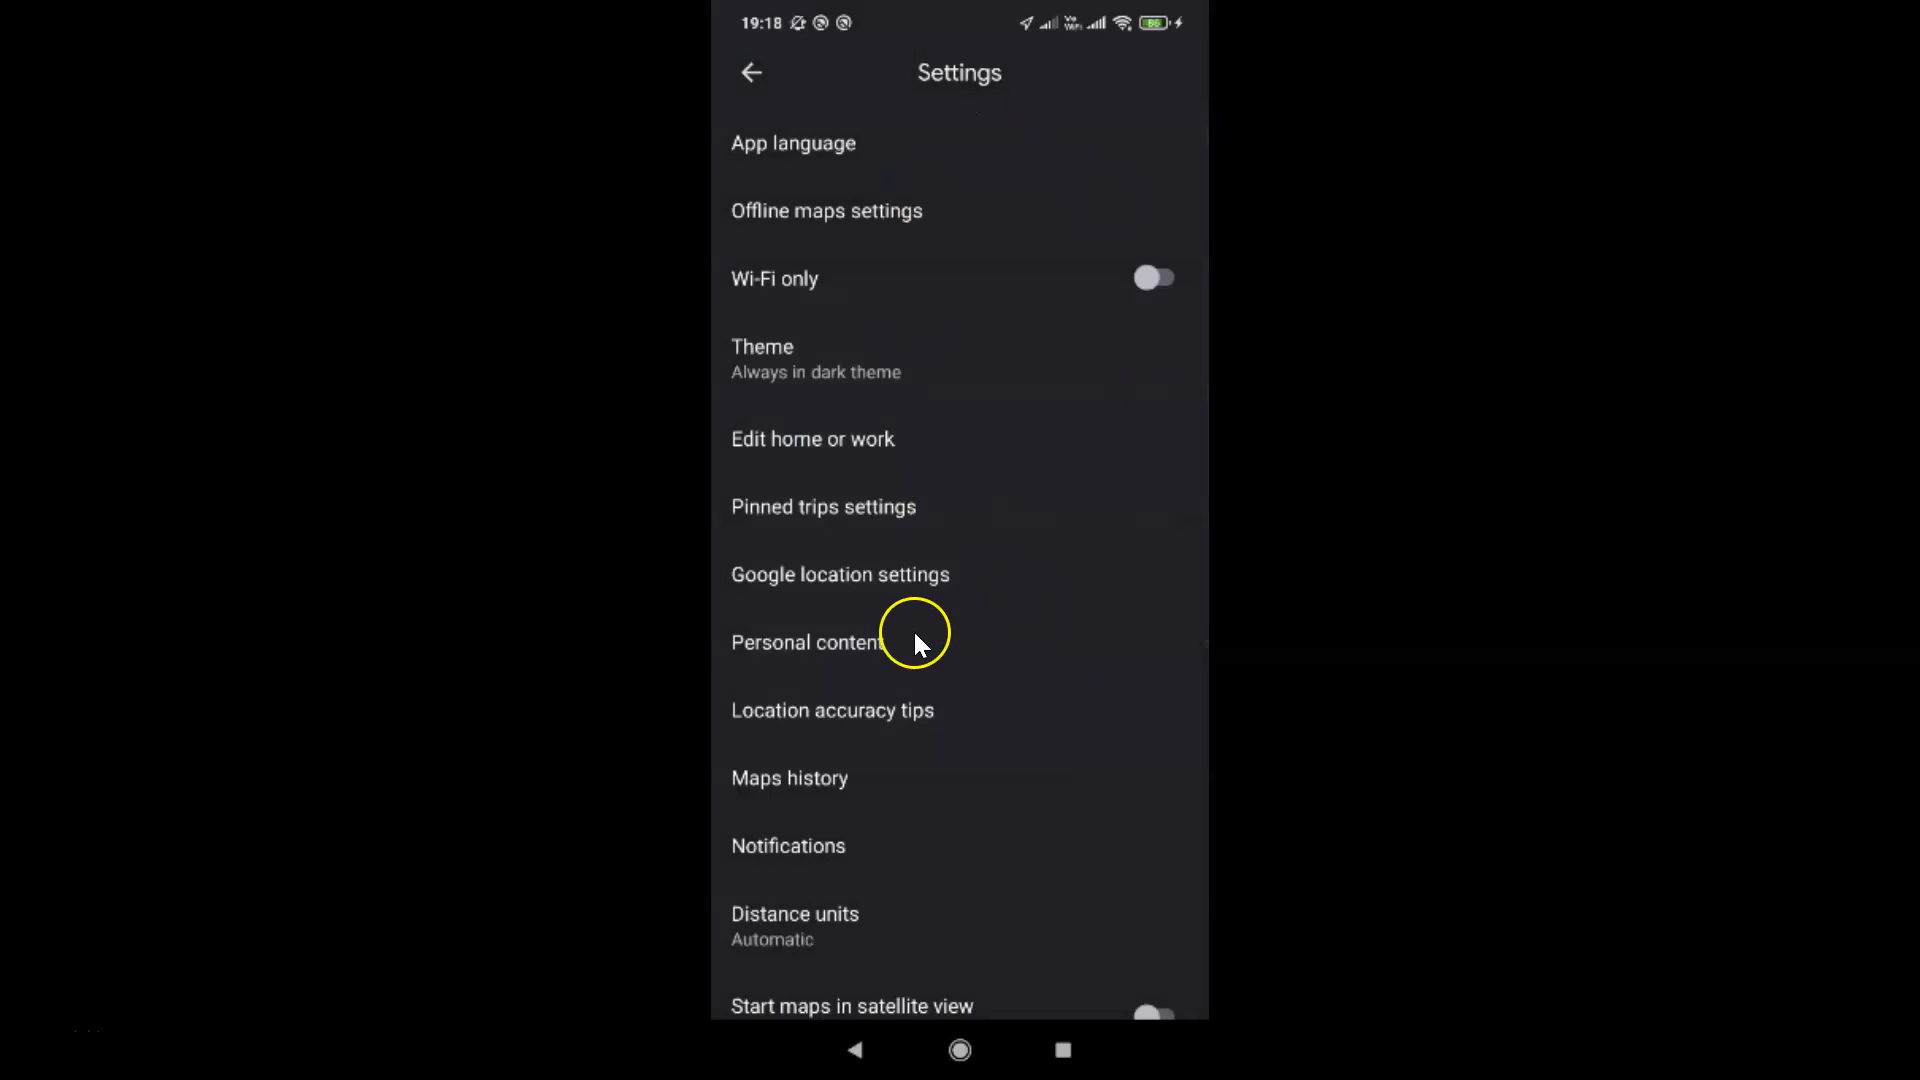 19:18
86
Settings
App language
Offline maps settings
Wi-Fi only
Theme
Always in dark theme
Edit home or work
Pinned trips settings
Google location settings
Personal content
Location accuracy tips
Maps history
Notifications
Distance units
Automatic
Start maps in satellite view